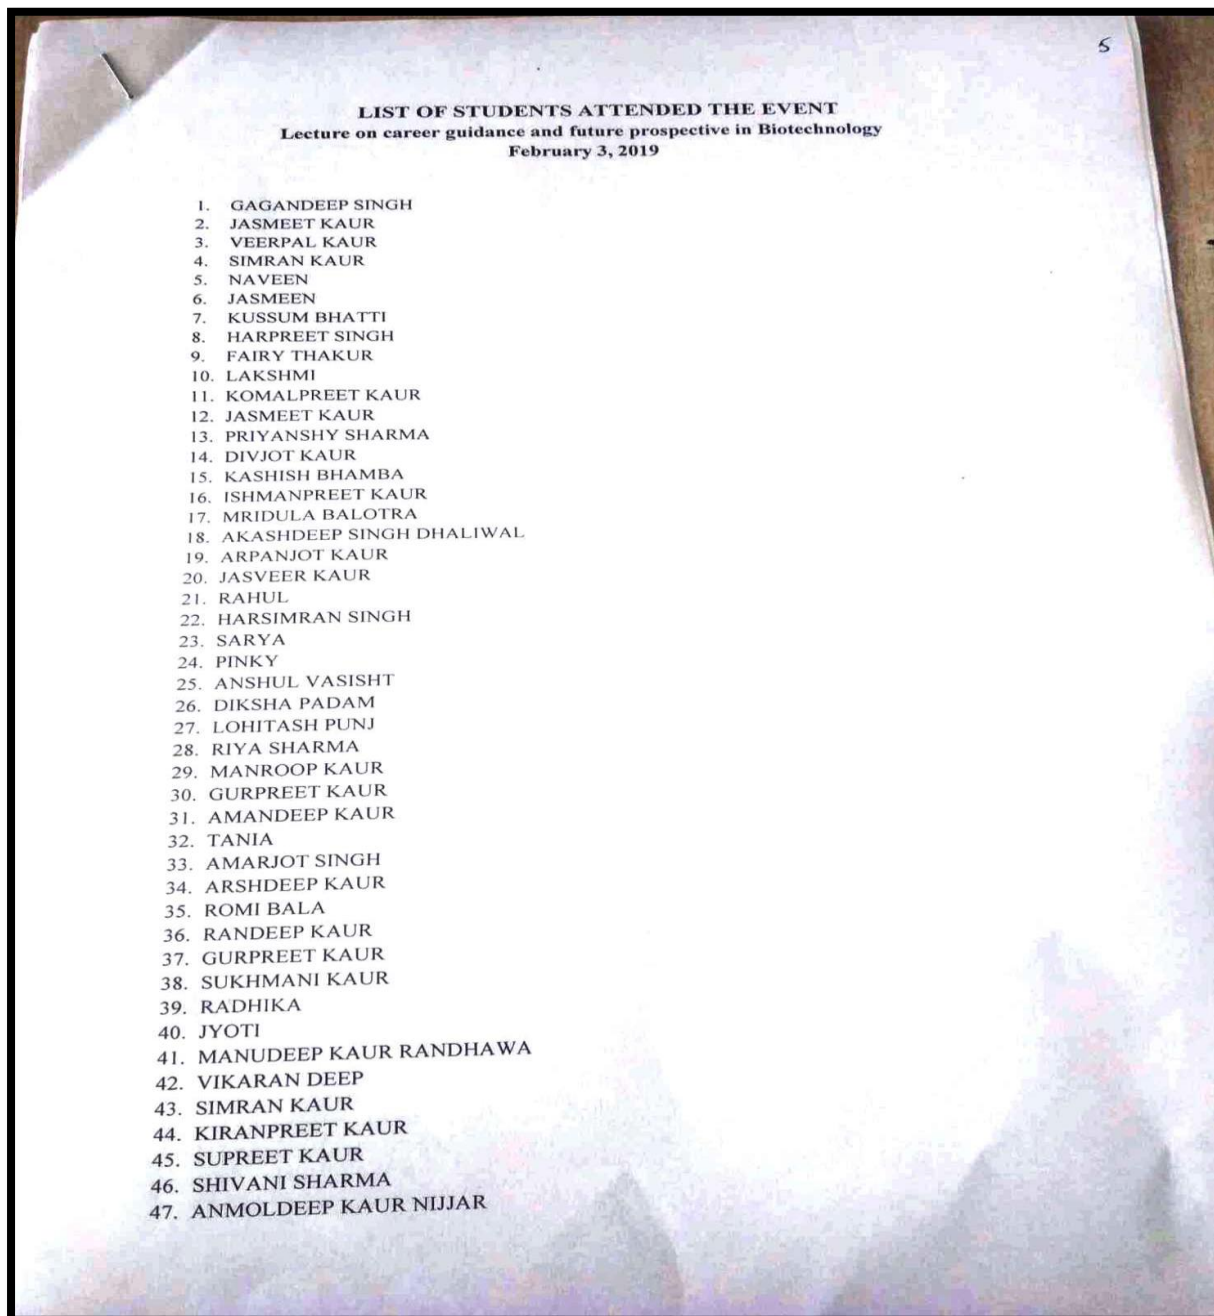 5
LIST OF STUDENTS ATTENDED THE EVENT
Lecture on career guidance and future prospective in Biotechnology
February 3, 2019
1. GAGANDEEP SINGH
2. JASMEET KAUR
3. VEERPAL KAUR
4. SIMRAN KAUR
5. NAVEEN
6. JASMEEN
7. KUSSUM BHATTI
8. HARPREET SINGH
9. FAIRY THAKUR
10. LAKSHMI
11. KOMALPREET KAUR
12. JASMEET KAUR
13. PRIYANSHY SHARMA
14. DIVJOT KAUR
15. KASHISH BHAMBA
16. ISHMANPREET KAUR
17. MRIDULA BALOTRA
18. AKASHDEEP SINGH DHALIWAL
19. ARPANJOT KAUR
20. JASVEER KAUR
21. RAHUL
22. HARSIMRAN SINGH
23. SARYA
24. PINKY
25. ANSHUL VASISHT
26. DIKSHA PADAM
27. LOHITASH PUNJ
28. RIYA SHARMA
29. MANROOP KAUR
30. GURPREET KAUR
31. AMANDEEP KAUR
32. TANIA
33. AMARJOT SINGH
34. ARSHDEEP KAUR
35. ROMI BALA
36. RANDEEP KAUR
37. GURPREET KAUR
38. SUKHMANI KAUR
39. RADHIKA
40. JYOTI
41. MANUDEEP KAUR RANDHAWA
42. VIKARAN DEEP
43. SIMRAN KAUR
44. KIRANPREET KAUR
45. SUPREET KAUR
46. SHIVANI SHARMA
47. ANMOLDEEP KAUR NIJJAR